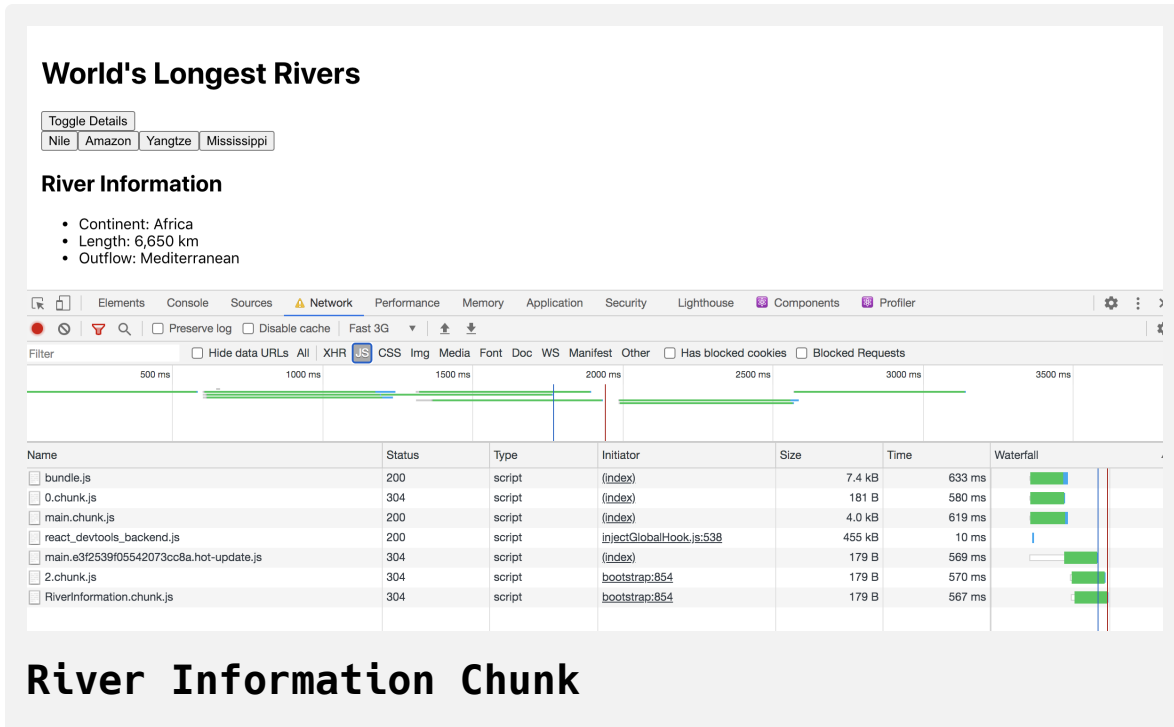 World's Longest Rivers
Toggle Details
Nile Amazon Yangtze Mississippi
River Information
• Continent: Africa
• Length: 6,650 km
• Outflow: Mediterranean
Elements Console Sources Network Performance Memory Application Security Lighthouse Components Profiler
Preserve log Disable cache Fast 3G
Filter Hide data URLs All XHR JS CSS Img Media Font Doc WS Manifest Other Has blocked cookies Blocked Requests
500 ms 1000 ms 1500 ms 2000 ms 2500 ms 3000 ms 3500 ms
Name Status Type Initiator Size Time Waterfall
bundle.js 200 script (index) 7.4 kB 633 ms
0.chunk.js 304 script (index) 181 B 580 ms
main.chunk.js 200 script (index) 4.0 kB 619 ms
react_devtools_backend.js 200 script injectGlobalHook.js:538 455 kB 10 ms
main.e3f2539f05542073cc8a.hot-update.js 304 script (index) 179 B 569 ms
2.chunk.js 304 script bootstrap:854 179 B 570 ms
RiverInformation.chunk.js 304 script bootstrap:854 179 B 567 ms
River Information Chunk